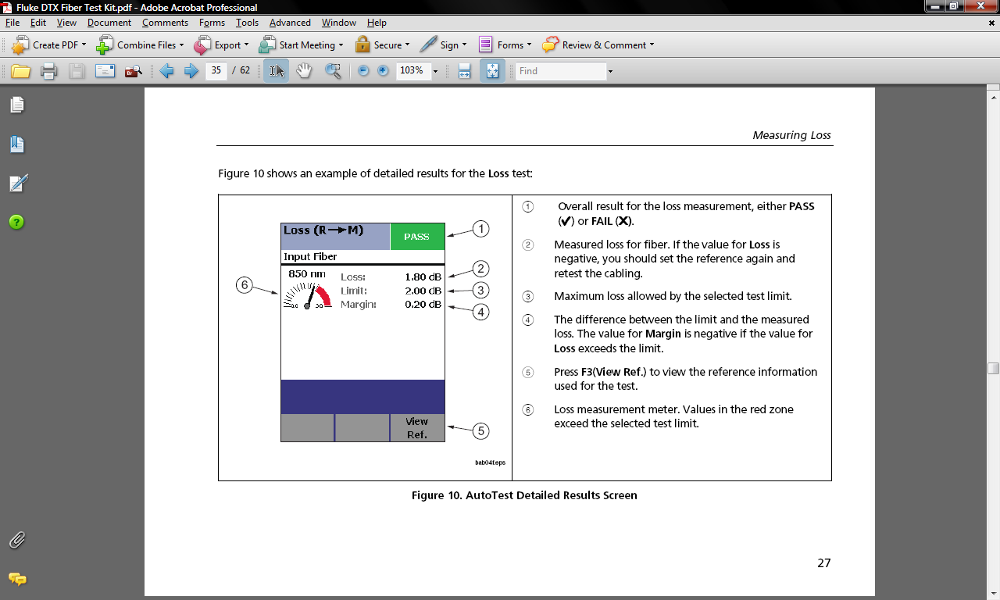 Fluke DTX Fiber Test Kit.pdf - Adobe Acrobat Professional
File Edit View Document Comments Forms Tools Advanced Window Help
Create PDF Combine Files Export Start Meeting Secure Sign Forms Review & Comment
35 / 62 103% Find
Measuring Loss
Figure 10 shows an example of detailed results for the Loss test:
Loss (R→M) PASS
Input Fiber
850 nm
Loss: 1.80 dB
Limit: 2.00 dB
Margin: 0.20 dB
View
Ref.
1
2
3
4
5
6
bab04f.eps
① Overall result for the loss measurement, either PASS
(✔) or FAIL (✘).
② Measured loss for fiber. If the value for Loss is
negative, you should set the reference again and
retest the cabling.
③ Maximum loss allowed by the selected test limit.
④ The difference between the limit and the measured
loss. The value for Margin is negative if the value for
Loss exceeds the limit.
⑤ Press F3(View Ref.) to view the reference information
used for the test.
⑥ Loss measurement meter. Values in the red zone
exceed the selected test limit.
Figure 10. AutoTest Detailed Results Screen
27